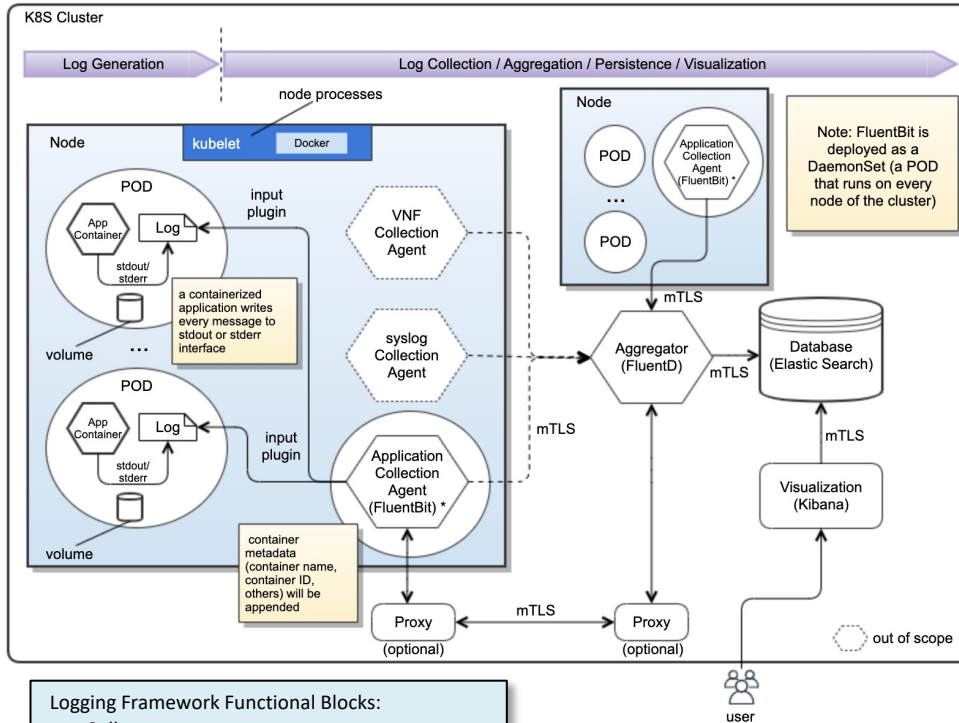 K8S Cluster
Log Generation
Log Collection / Aggregation / Persistence / Visualization
node processes
Node
kubelet
Docker
POD
App
Container
Log
stdout/
stderr
volume
...
input
plugin
a containerized
application writes
every message to
stdout or stderr
interface
POD
App
Container
Log
stdout/
stderr
volume
input
plugin
VNF
Collection
Agent
syslog
Collection
Agent
Application
Collection
Agent
(FluentBit) *
container
metadata
(container name,
container ID,
others) will be
appended
mTLS
Node
POD
...
POD
Application
Collection
Agent
(FluentBit) *
mTLS
Note: FluentBit is
deployed as a
DaemonSet (a POD
that runs on every
node of the cluster)
Aggregator
(FluentD)
mTLS
Database
(Elastic Search)
mTLS
Visualization
(Kibana)
Proxy
(optional)
mTLS
Proxy
(optional)
out of scope
user
Logging Framework Functional Blocks: